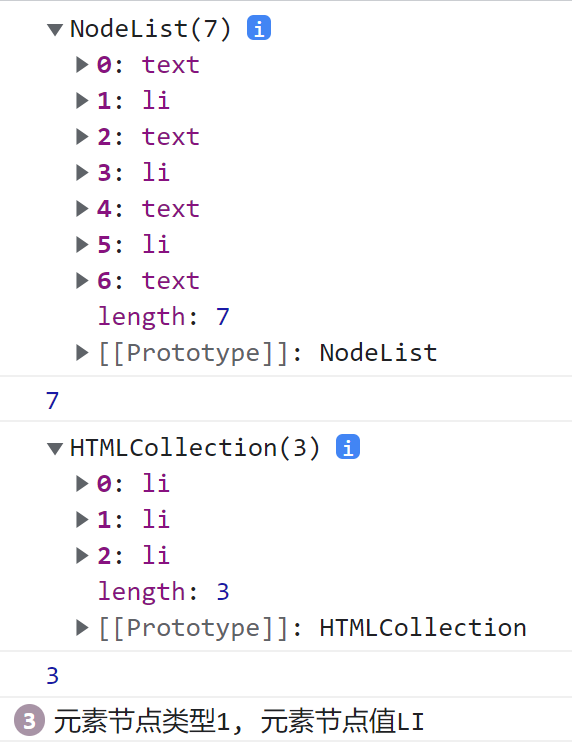 ▼NodeList(7) i
▶0: text
▶1: li
▶2: text
▶3: li
▶4: text
▶5: li
▶6: text
length: 7
▶[[Prototype]]: NodeList
7
▼HTMLCollection(3) i
▶0: li
▶1: li
▶2: li
length: 3
▶[[Prototype]]: HTMLCollection
3
3 元素节点类型1, 元素节点值LI